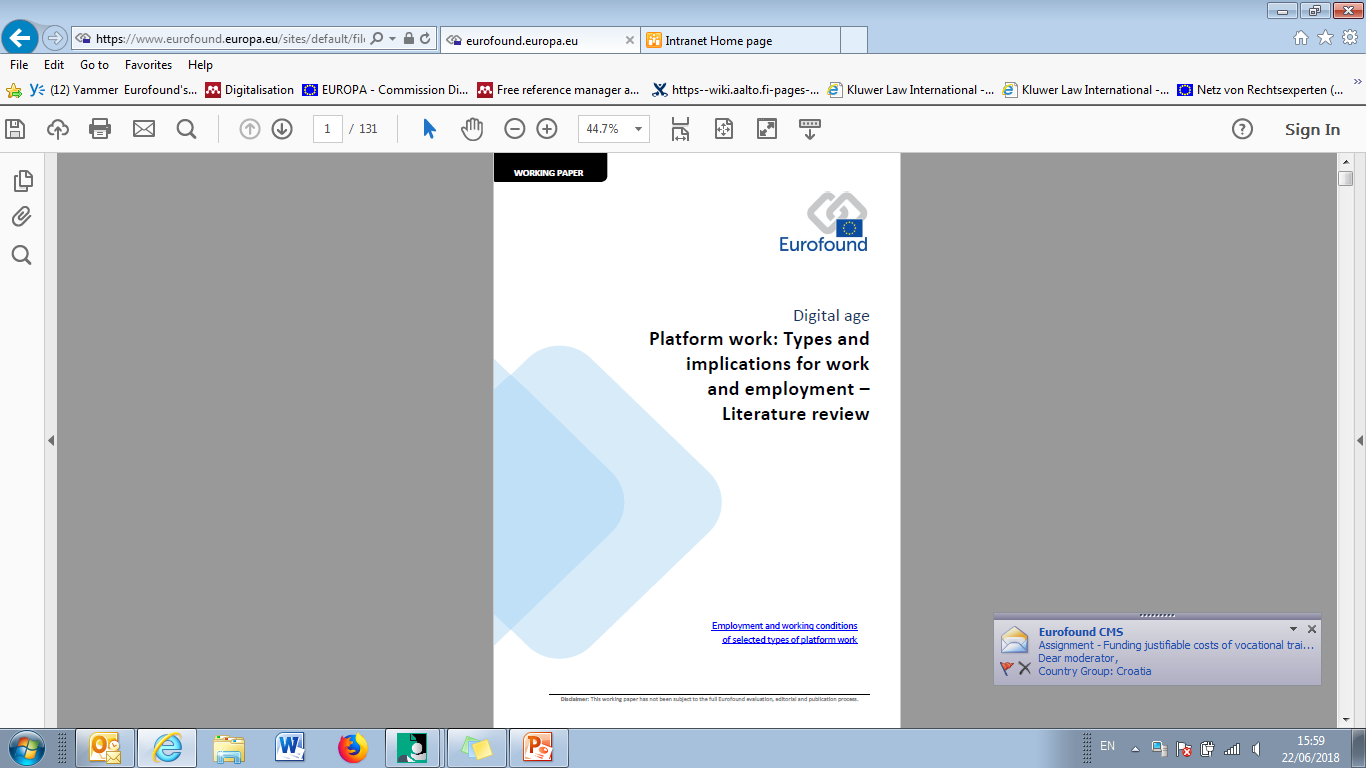 https://www.eurofound.europa.eu/sites/default/file
eurofound.europa.eu
Intranet Home page
File Edit Go to Favorites Help
(12) Yammer Eurofound's...
Digitalisation
EUROPA - Commission Di...
Free reference manager a...
https--wiki.aalto.fi-pages-...
Kluwer Law International -...
Kluwer Law International -...
Netz von Rechtsexperten (...
1 / 131
44.7%
Sign In
WORKING PAPER
Eurofound
Digital age
Platform work: Types and
implications for work
and employment –
Literature review
Employment and working conditions
of selected types of platform work
Disclaimer: This working paper has not been subject to the full Eurofound evaluation, editorial and publication process.
Eurofound CMS
Assignment - Funding justifiable costs of vocational trai...
Dear moderator,
Country Group: Croatia
EN
15:59
22/06/2018